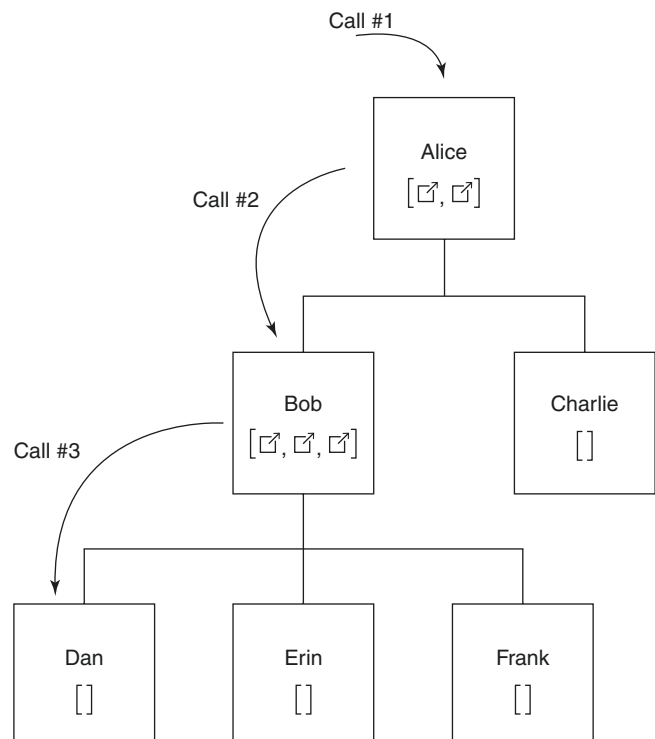 Call #1
Alice
[↗, ↗]
Call #2
Bob
[↗, ↗, ↗]
Charlie
[]
Call #3
Dan
[]
Erin
[]
Frank
[]